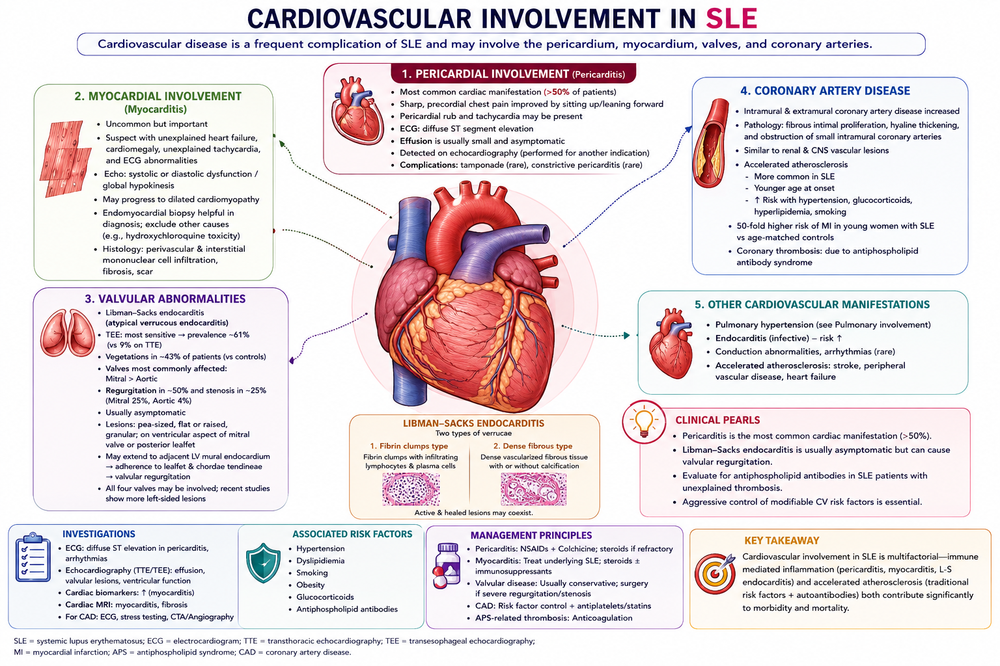 CARDIOVASCULAR INVOLVEMENT IN SLE
Cardiovascular disease is a frequent complication of SLE and may involve the pericardium, myocardium, valves, and coronary arteries.
1. PERICARDIAL INVOLVEMENT (Pericarditis)
• Most common cardiac manifestation (>50% of patients)
• Sharp, precordial chest pain improved by sitting up/leaning forward
• Pericardial rub and tachycardia may be present
• ECG: diffuse ST segment elevation
• Effusion is usually small and asymptomatic
• Detected on echocardiography (performed for another indication)
• Complications: tamponade (rare), constrictive pericarditis (rare)
2. MYOCARDIAL INVOLVEMENT
(Myocarditis)
• Uncommon but important
• Suspect with unexplained heart failure,
cardiomegaly, unexplained tachycardia,
and ECG abnormalities
• Echo: systolic or diastolic dysfunction /
global hypokinesis
• May progress to dilated cardiomyopathy
• Endomyocardial biopsy helpful in
diagnosis; exclude other causes
(e.g., hydroxychloroquine toxicity)
• Histology: perivascular & interstitial
mononuclear cell infiltration,
fibrosis, scar
3. VALVULAR ABNORMALITIES
• Libman–Sacks endocarditis
(atypical verrucous endocarditis)
• TEE: most sensitive → prevalence ~61%
(vs 9% on TTE)
• Vegetations in ~43% of patients (vs controls)
• Valves most commonly affected:
Mitral > Aortic
• Regurgitation in ~50% and stenosis in ~25%
(Mitral 25%, Aortic 4%)
• Usually asymptomatic
• Lesions: pea-sized, flat or raised,
granular; on ventricular aspect of mitral
valve or posterior leaflet
• May extend to adjacent LV mural endocardium
→ adherence to leaflet & chordae tendineae
→ valvular regurgitation
• All four valves may be involved; recent studies
show more left-sided lesions
4. CORONARY ARTERY DISEASE
• Intramural & extramural coronary artery disease increased
• Pathology: fibrous intimal proliferation, hyaline thickening,
and obstruction of small intramural coronary arteries
• Similar to renal & CNS vascular lesions
• Accelerated atherosclerosis
- More common in SLE
- Younger age at onset
- ↑ Risk with hypertension, glucocorticoids,
hyperlipidemia, smoking
• 50-fold higher risk of MI in young women with SLE
vs age-matched controls
• Coronary thrombosis: due to antiphospholipid
antibody syndrome
5. OTHER CARDIOVASCULAR MANIFESTATIONS
• Pulmonary hypertension (see Pulmonary involvement)
• Endocarditis (infective) – risk ↑
• Conduction abnormalities, arrhythmias (rare)
• Accelerated atherosclerosis: stroke, peripheral
vascular disease, heart failure
LIBMAN–SACKS ENDOCARDITIS
Two types of verrucae
1. Fibrin clumps type
Fibrin clumps with infiltrating
lymphocytes & plasma cells
2. Dense fibrous type
Dense vascularized fibrous tissue
with or without calcification
Active & healed lesions may coexist.
CLINICAL PEARLS
• Pericarditis is the most common cardiac manifestation (>50%).
• Libman–Sacks endocarditis is usually asymptomatic but can cause
valvular regurgitation.
• Evaluate for antiphospholipid antibodies in SLE patients with
unexplained thrombosis.
• Aggressive control of modifiable CV risk factors is essential.
INVESTIGATIONS
• ECG: diffuse ST elevation in pericarditis,
arrhythmias
• Echocardiography (TTE/TEE): effusion,
valvular lesions, ventricular function
• Cardiac biomarkers: ↑ (myocarditis)
• Cardiac MRI: myocarditis, fibrosis
• For CAD: ECG, stress testing, CTA/Angiography
ASSOCIATED RISK FACTORS
• Hypertension
• Dyslipidiemia
• Smoking
• Obesity
• Glucocorticoids
• Antiphospholipid antibodies
MANAGEMENT PRINCIPLES
• Pericarditis: NSAIDs + Colchicine; steroids if refractory
• Myocarditis: Treat underlying SLE; steroids ±
immunosuppressants
• Valvular disease: Usually conservative; surgery
if severe regurgitation/stenosis
• CAD: Risk factor control + antiplatelets/statins
• APS-related thrombosis: Anticoagulation
KEY TAKEAWAY
Cardiovascular involvement in SLE is multifactorial—immune
mediated inflammation (pericarditis, myocarditis, L-S
endocarditis) and accelerated atherosclerosis (traditional
risk factors + autoantibodies) both contribute significantly
to morbidity and mortality.
SLE = systemic lupus erythematosus; ECG = electrocardiogram; TTE = transthoracic echocardiography; TEE = transesophageal echocardiography;
MI = myocardial infarction; APS = antiphospholipid syndrome; CAD = coronary artery disease.